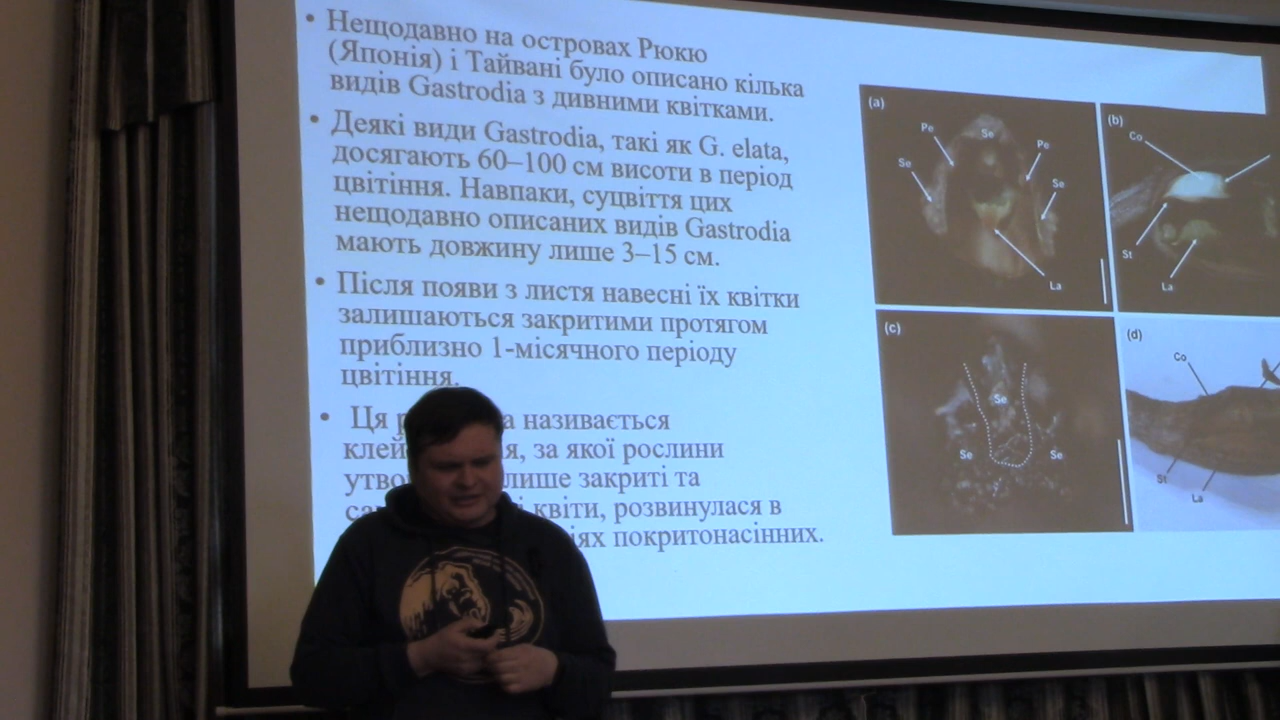 • Нещодавно на островах Рюкю
(Японія) і Тайвані було описано кілька
видів Gastrodia з дивними квітками.
• Деякі види Gastrodia, такі як G. elata,
досягають 60–100 см висоти в період
цвітіння. Навпаки, суцвіття цих
нещодавно описаних видів Gastrodia
мають довжину лише 3–15 см.
• Після появи з листя навесні їх квітки
залишаються закритими протягом
приблизно 1-місячного періоду
цвітіння.
• Ця називається
за якої рослини
лише закриті та
квіти, розвинулася в
покритонасінних.
(a)
Pe
Se
Pe
Se
Se
La
(b)
Co
St
La
(c)
Se
Se
Se
(d)
Co
St
La